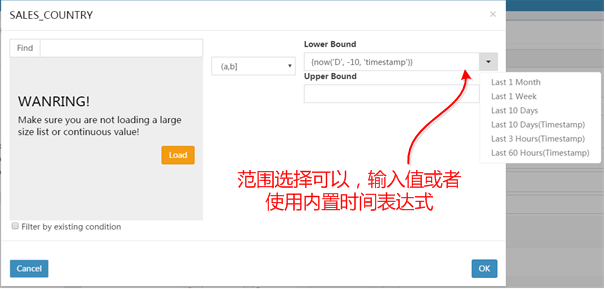 SALES_COUNTRY
×
Find
WANRING!
Make sure you are not loading a large
size list or continuous value!
Load
Filter by existing condition
(a,b]
Lower Bound
{now('D', -10, 'timestamp')}
Upper Bound
Last 1 Month
Last 1 Week
Last 10 Days
Last 10 Days(Timestamp)
Last 3 Hours(Timestamp)
Last 60 Hours(Timestamp)
范围选择可以，输入值或者
使用内置时间表达式
Cancel
OK